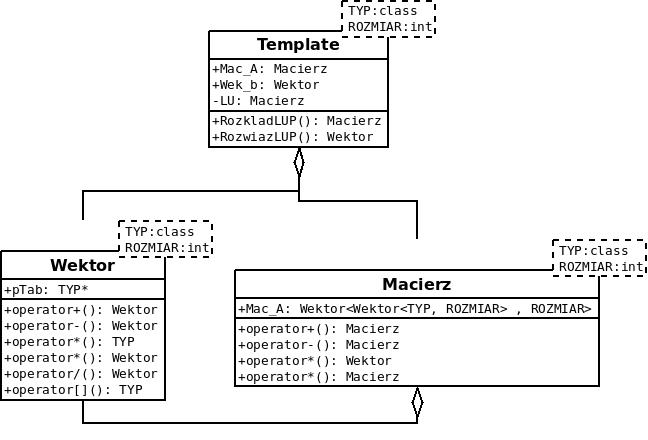 TYP:class
ROZMIAR:int
Template
+Mac_A: Macierz
+Wek_b: Wektor
-LU: Macierz
+RozkladLUP(): Macierz
+RozwiazLUP(): Wektor
TYP:class
ROZMIAR:int
Wektor
+pTab: TYP*
+operator+(): Wektor
+operator-(): Wektor
+operator*(): TYP
+operator*(): Wektor
+operator/(): Wektor
+operator[](): TYP
TYP:class
ROZMIAR:int
Macierz
+Mac_A: Wektor<Wektor<TYP, ROZMIAR> , ROZMIAR>
+operator+(): Macierz
+operator-(): Macierz
+operator*(): Wektor
+operator*(): Macierz